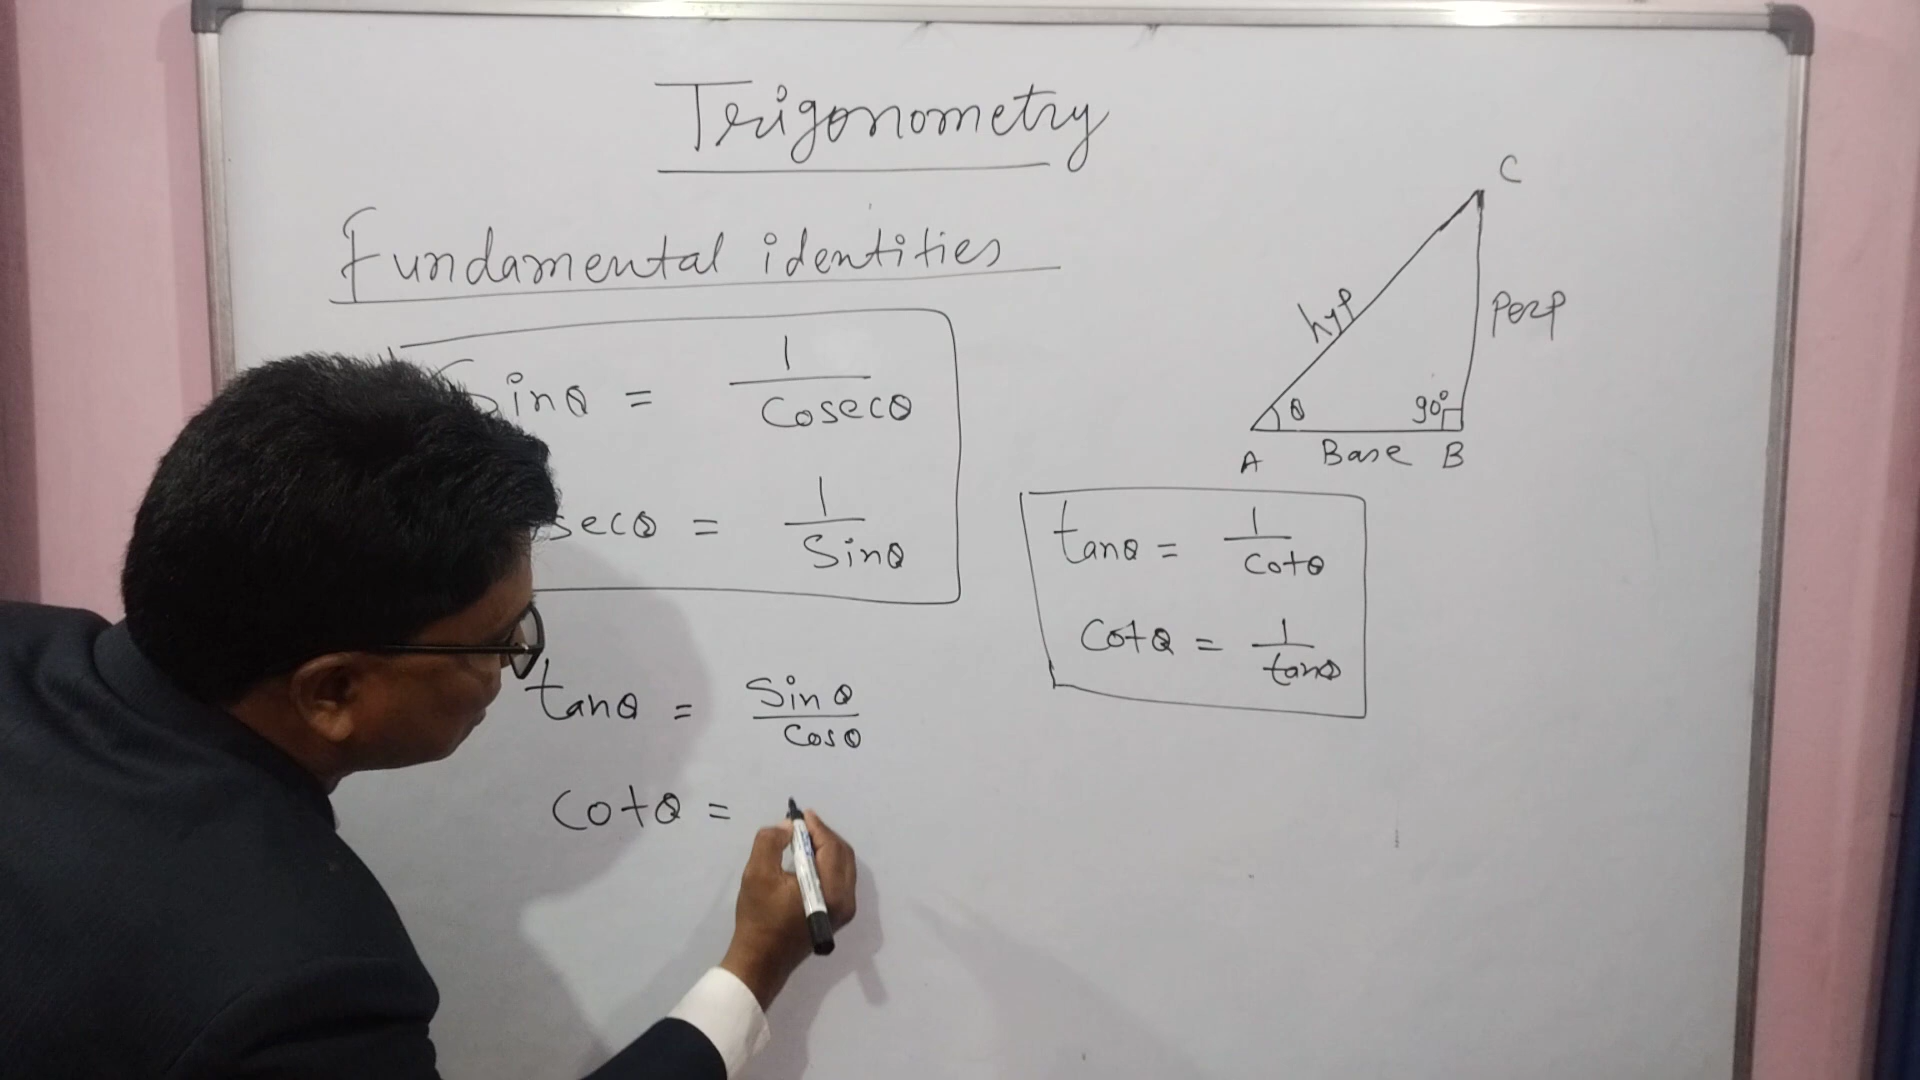 Trigonometry
Fundamental identities
Sinθ = 1/Cosecθ
secθ = 1/Sinθ
tanθ = Sinθ/Cosθ
Cotθ =
C
hyp
Perp
θ
90°
A Base B
tanθ = 1/Cotθ
Cotθ = 1/tanθ